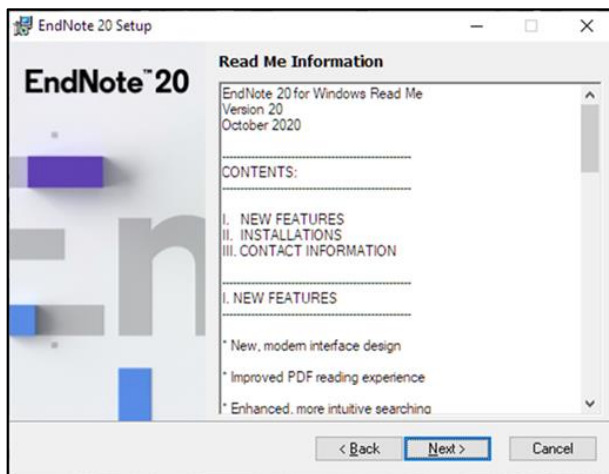 EndNote 20 Setup
EndNote™20
Read Me Information
EndNote 20 for Windows Read Me
Version 20
October 2020
------------------------------------------------
CONTENTS:
------------------------------------------------
I. NEW FEATURES
II. INSTALLATIONS
III. CONTACT INFORMATION
------------------------------------------------
I. NEW FEATURES
------------------------------------------------
* New, modern interface design
* Improved PDF reading experience
* Enhanced, more intuitive searching
En
< Back
Next >
Cancel